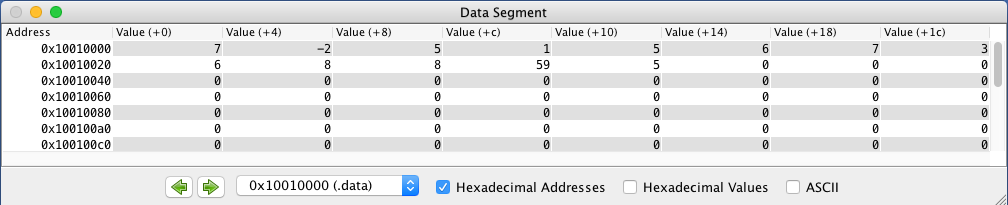 Data Segment
Address Value (+0) Value (+4) Value (+8) Value (+c) Value (+10) Value (+14) Value (+18) Value (+1c)
0x10010000 7 −2 5 1 5 6 7 3
0x10010020 6 8 8 59 5 0 0 0
0x10010040 0 0 0 0 0 0 0 0
0x10010060 0 0 0 0 0 0 0 0
0x10010080 0 0 0 0 0 0 0 0
0x100100a0 0 0 0 0 0 0 0 0
0x100100c0 0 0 0 0 0 0 0 0
0x10010000 (.data) Hexadecimal Addresses Hexadecimal Values ASCII